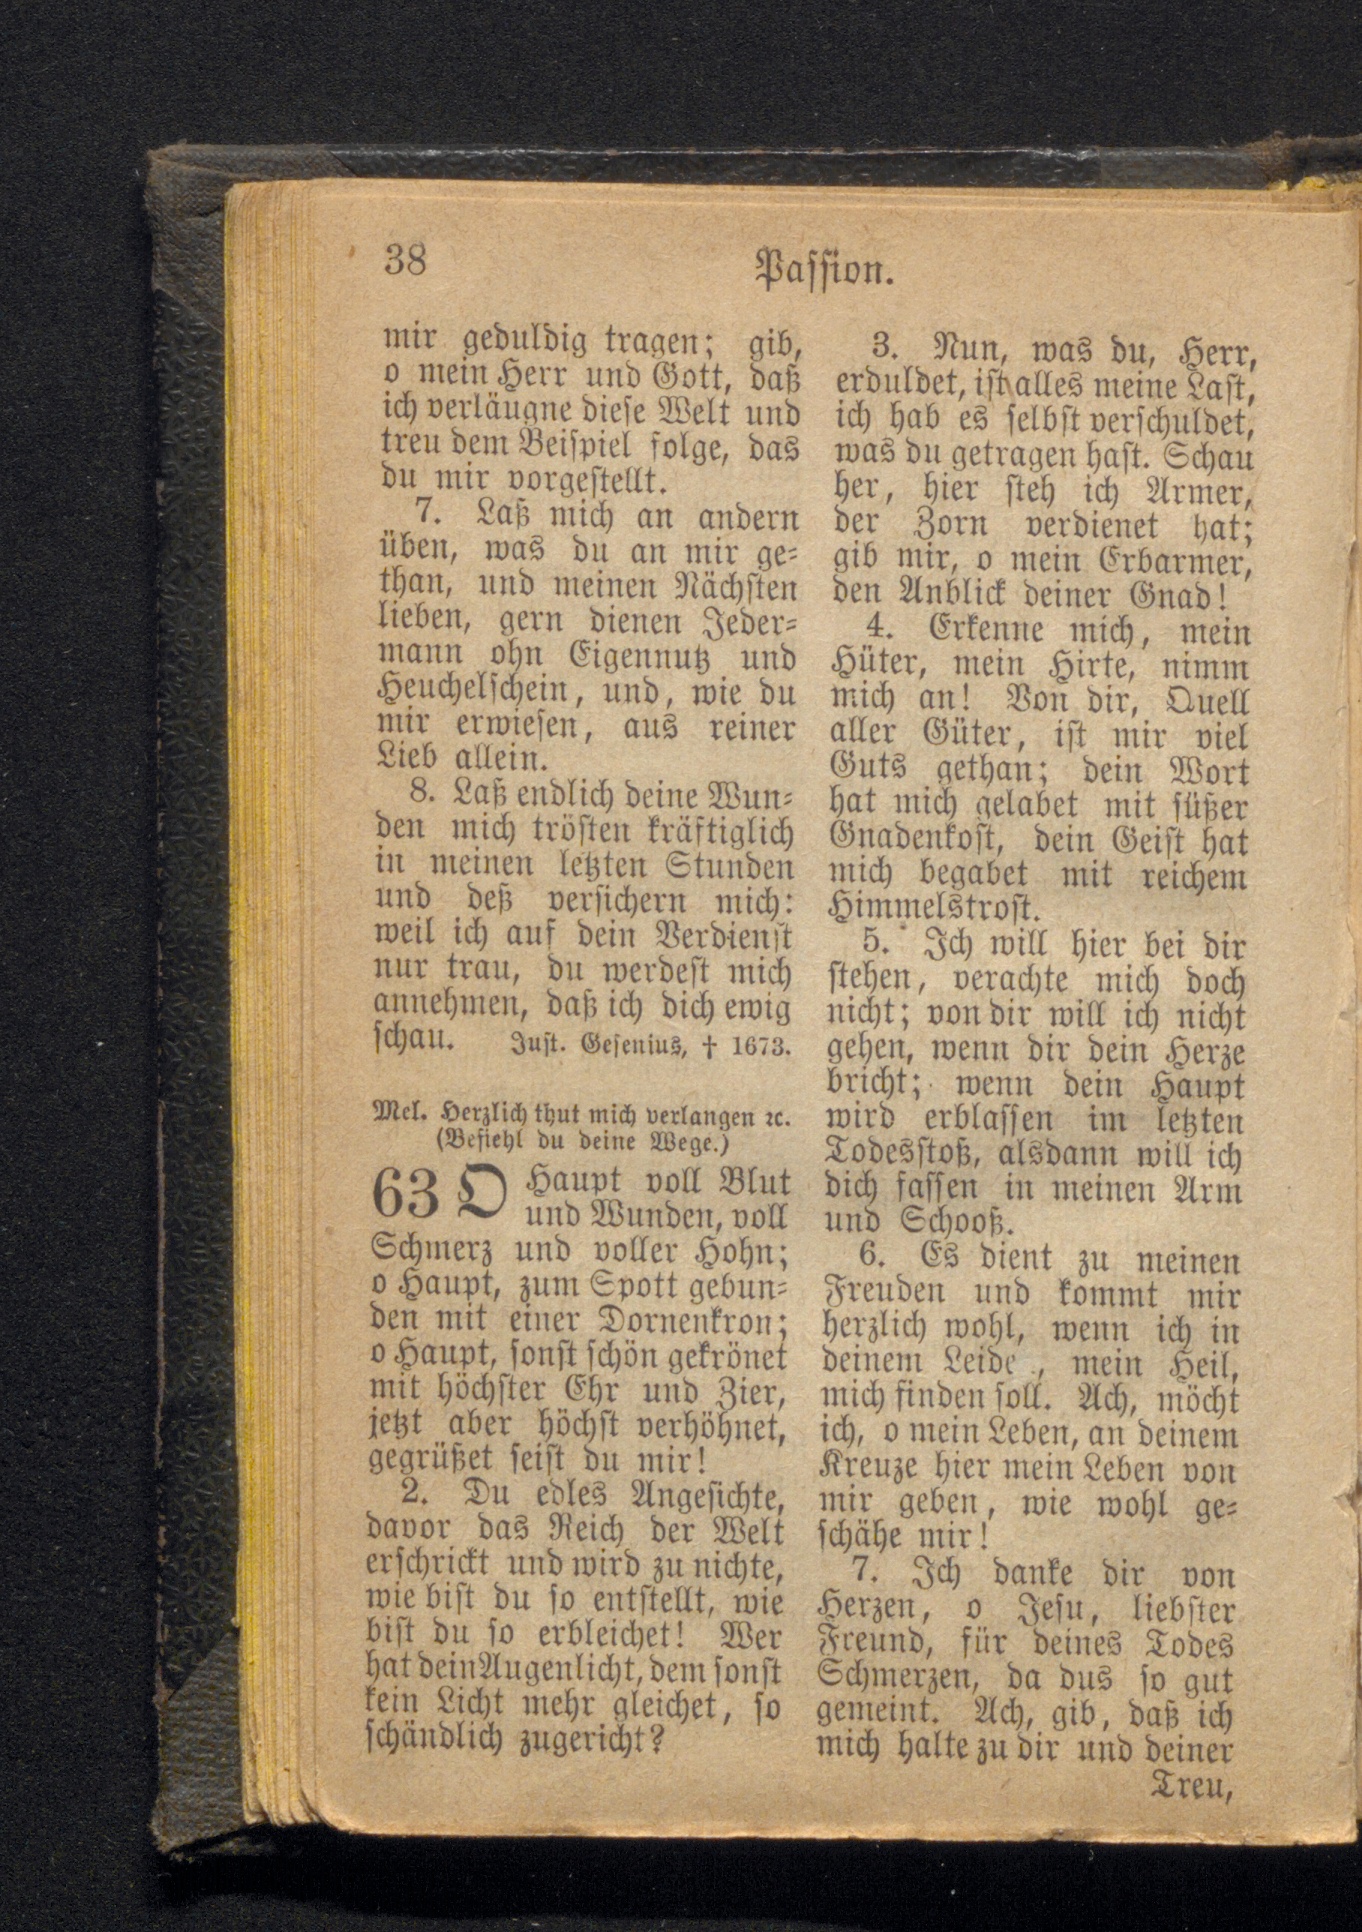 38
Passion.
mir geduldig tragen; gib,
o mein Herr und Gott, daß
ich verläugne diese Welt und
treu dem Beispiel folge, das
du mir vorgestellt.
7. Laß mich an andern
üben, was du an mir ge-
than, und meinen Nächsten
lieben, gern dienen Jeder-
mann ohn Eigennutz und
Heuchelschein, und, wie du
mir erwiesen, aus reiner
Lieb allein.
8. Laß endlich deine Wun-
den mich trösten kräftiglich
in meinen letzten Stunden
und deß versichern mich:
weil ich auf dein Verdienst
nur trau, du werdest mich
annehmen, daß ich dich ewig
schau. Just. Gesenius, † 1673.
Mel. Herzlich thut mich verlangen ꝛc.
(Befiehl du deine Wege.)
63 O Haupt voll Blut
und Wunden, voll
Schmerz und voller Hohn;
o Haupt, zum Spott gebun-
den mit einer Dornenkron;
o Haupt, sonst schön gekrönet
mit höchster Ehr und Zier,
jetzt aber höchst verhöhnet,
gegrüßet seist du mir!
2. Du edles Angesichte,
davor das Reich der Welt
erschrickt und wird zu nichte,
wie bist du so entstellt, wie
bist du so erbleichet! Wer
hat dein Augenlicht, dem sonst
kein Licht mehr gleichet, so
schändlich zugericht?
3. Nun, was du, Herr,
erduldet, ist alles meine Last,
ich hab es selbst verschuldet,
was du getragen hast. Schau
her, hier steh ich Armer,
der Zorn verdienet hat;
gib mir, o mein Erbarmer,
den Anblick deiner Gnad!
4. Erkenne mich, mein
Hüter, mein Hirte, nimm
mich an! Von dir, Quell
aller Güter, ist mir viel
Guts gethan; dein Wort
hat mich gelabet mit süßer
Gnadenkost, dein Geist hat
mich begabet mit reichem
Himmelstrost.
5. Ich will hier bei dir
stehen, verachte mich doch
nicht; von dir will ich nicht
gehen, wenn dir dein Herze
bricht; wenn dein Haupt
wird erblassen im letzten
Todesstoß, alsdann will ich
dich fassen in meinen Arm
und Schooß.
6. Es dient zu meinen
Freuden und kommt mir
herzlich wohl, wenn ich in
deinem Leide , mein Heil,
mich finden soll. Ach, möcht
ich, o mein Leben, an deinem
Kreuze hier mein Leben von
mir geben, wie wohl ge-
schähe mir!
7. Ich danke dir von
Herzen, o Jesu, liebster
Freund, für deines Todes
Schmerzen, da dus so gut
gemeint. Ach, gib, daß ich
mich halte zu dir und deiner
Treu,